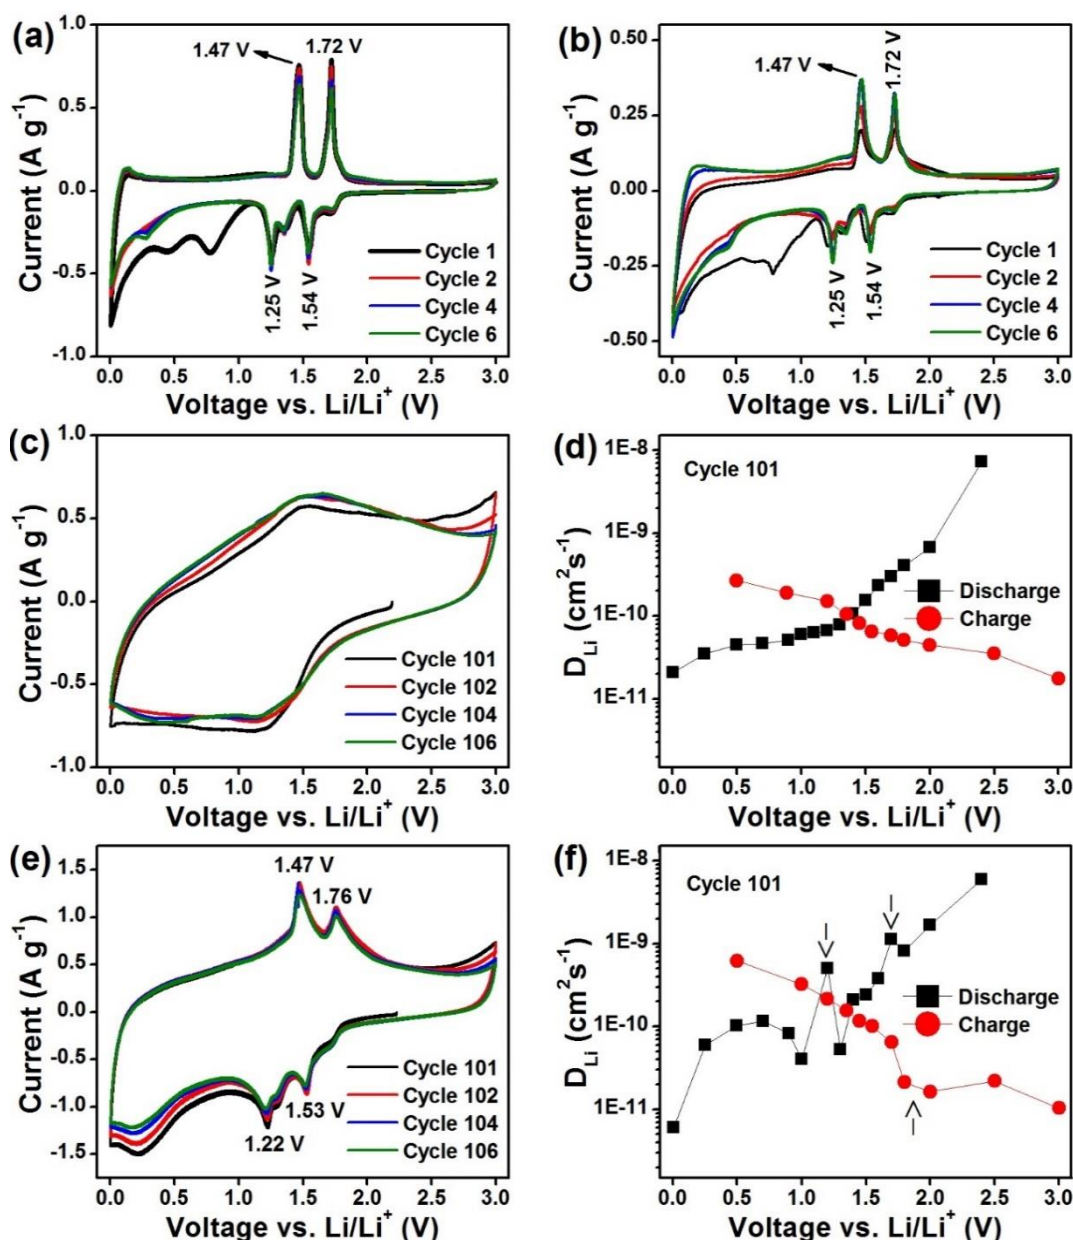 (a)
1.0
0.5
0.0
-0.5
-1.0
Current (A g⁻¹)
1.47 V
1.72 V
1.25 V
1.54 V
Cycle 1
Cycle 2
Cycle 4
Cycle 6
0.0 0.5 1.0 1.5 2.0 2.5 3.0
Voltage vs. Li/Li⁺ (V)
(b)
0.50
0.25
0.00
-0.25
-0.50
Current (A g⁻¹)
1.47 V
1.72 V
1.25 V
1.54 V
Cycle 1
Cycle 2
Cycle 4
Cycle 6
0.0 0.5 1.0 1.5 2.0 2.5 3.0
Voltage vs. Li/Li⁺ (V)
(c)
1.0
0.5
0.0
-0.5
-1.0
Current (A g⁻¹)
Cycle 101
Cycle 102
Cycle 104
Cycle 106
0.0 0.5 1.0 1.5 2.0 2.5 3.0
Voltage vs. Li/Li⁺ (V)
(d)
1E-8
1E-9
1E-10
1E-11
D_Li (cm²s⁻¹)
Cycle 101
Discharge
Charge
0.0 0.5 1.0 1.5 2.0 2.5 3.0
Voltage vs. Li/Li⁺ (V)
(e)
1.5
1.0
0.5
0.0
-0.5
-1.0
-1.5
Current (A g⁻¹)
1.47 V
1.76 V
1.53 V
1.22 V
Cycle 101
Cycle 102
Cycle 104
Cycle 106
0.0 0.5 1.0 1.5 2.0 2.5 3.0
Voltage vs. Li/Li⁺ (V)
(f)
1E-8
1E-9
1E-10
1E-11
D_Li (cm²s⁻¹)
Cycle 101
Discharge
Charge
0.0 0.5 1.0 1.5 2.0 2.5 3.0
Voltage vs. Li/Li⁺ (V)